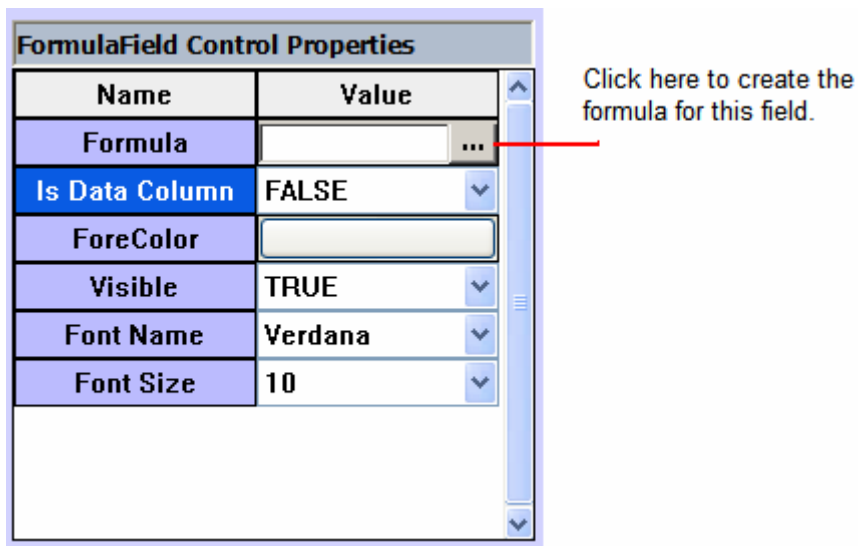 FormulaField Control Properties
Name Value
Formula ...
Is Data Column FALSE
ForeColor
Visible TRUE
Font Name Verdana
Font Size 10
Click here to create the
formula for this field.